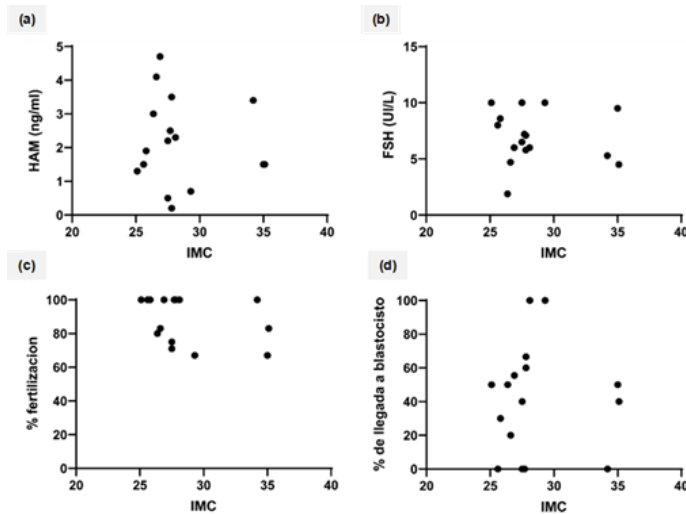 (a)
HAM (ng/ml)
5
4
3
2
1
0
20 25 30 35 40
IMC
(b)
FSH (UI/L)
15
10
5
0
20 25 30 35 40
IMC
(c)
% fertilizacion
100
80
60
40
20
0
20 25 30 35 40
IMC
(d)
% de llegada a blastocisto
100
80
60
40
20
0
20 25 30 35 40
IMC